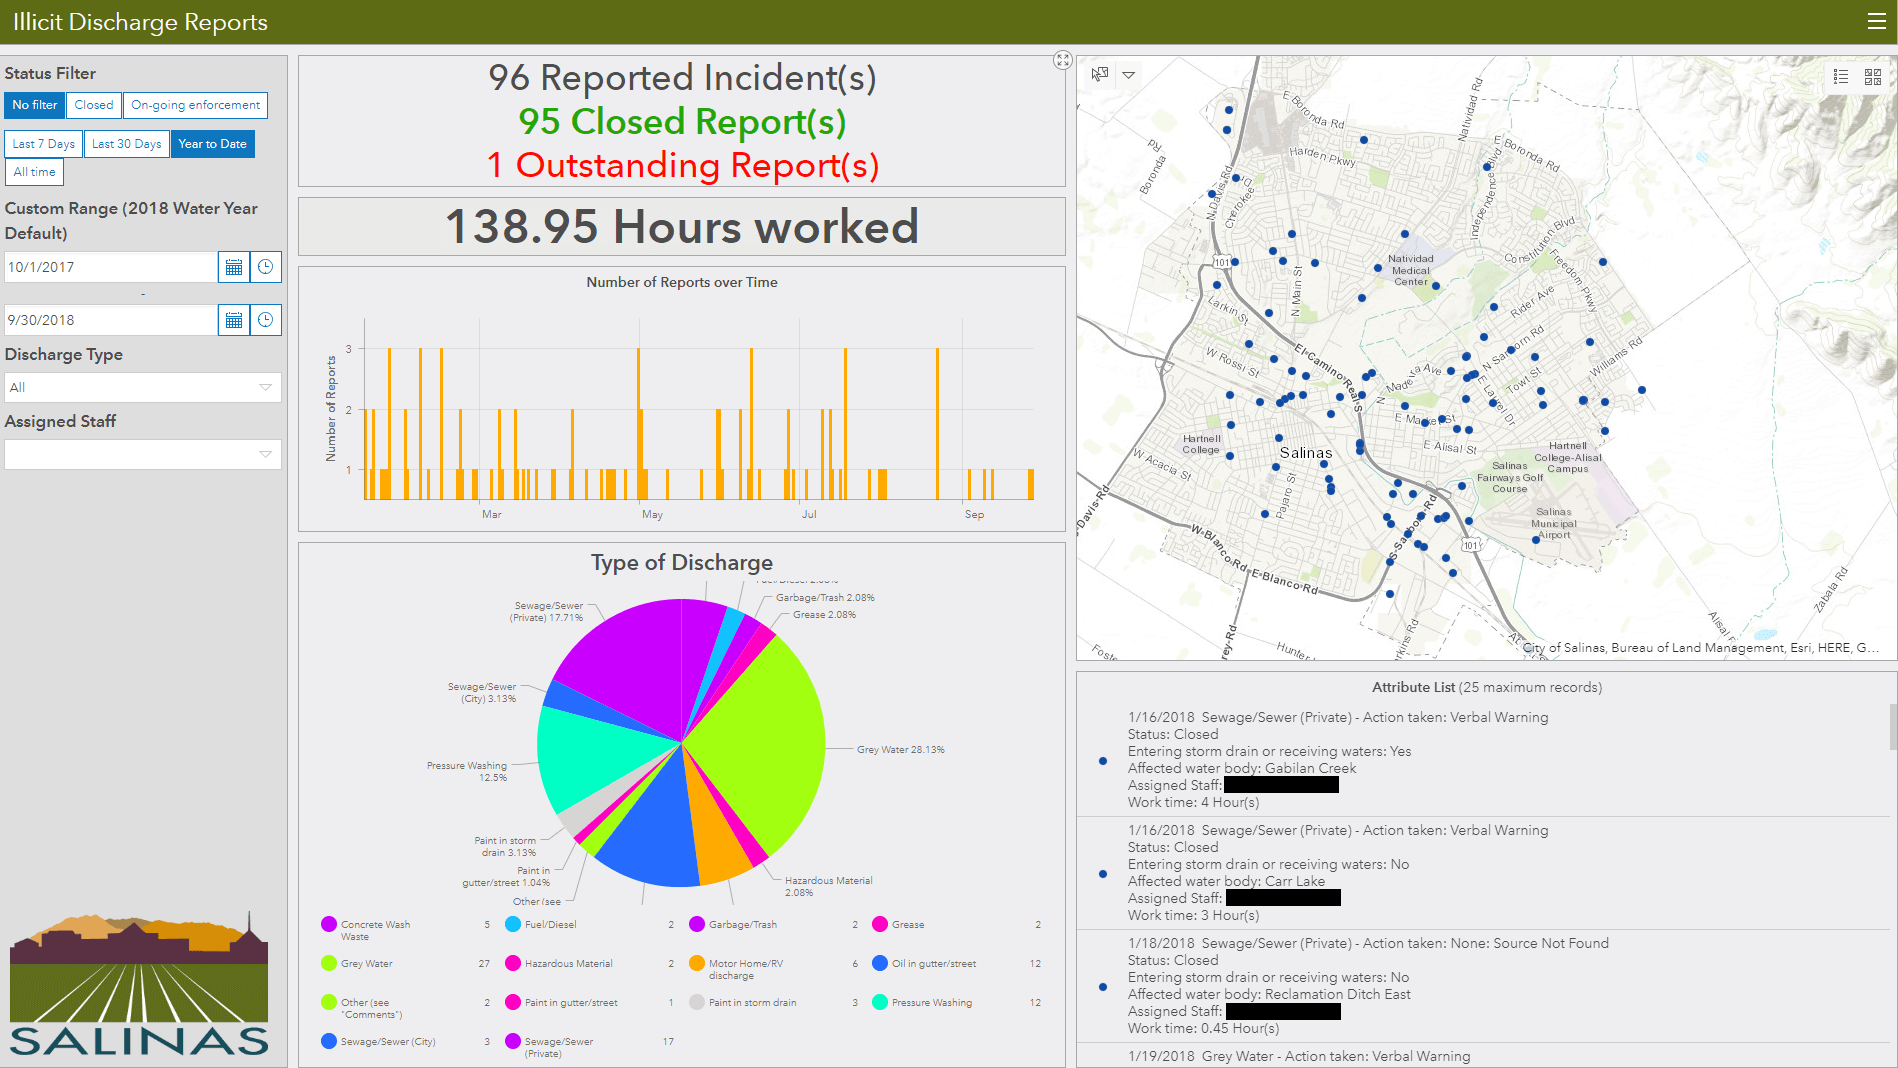 Illicit Discharge Reports
Status Filter
No filter
Closed
On-going enforcement
Last 7 Days
Last 30 Days
Year to Date
All time
Custom Range (2018 Water Year
Default)
10/1/2017
-
9/30/2018
Discharge Type
All
Assigned Staff
SALINAS
96 Reported Incident(s)
95 Closed Report(s)
1 Outstanding Report(s)
138.95 Hours worked
Number of Reports over Time
Number of Reports
3
2
1
Mar
May
Jul
Sep
Type of Discharge
Garbage/Trash 2.08%
Grease 2.08%
Sewage/Sewer
(Private) 17.71%
Sewage/Sewer
(City) 3.13%
Grey Water 28.13%
Pressure Washing
12.5%
Paint in storm
drain 3.13%
Paint in
gutter/street 1.04%
Other (see
Hazardous Material
2.08%
Concrete Wash
Waste
5
Fuel/Diesel
2
Garbage/Trash
2
Grease
2
Grey Water
27
Hazardous Material
2
Motor Home/RV
discharge
6
Oil in gutter/street
12
Other (see
"Comments")
2
Paint in gutter/street
1
Paint in storm drain
3
Pressure Washing
12
Sewage/Sewer (City)
3
Sewage/Sewer
(Private)
17
E Boronda Rd
Natividad Rd
Harden Pkwy
E Boronda Rd
Boronda
Rd
N Davis Rd
Cherokee
Dr
Independence Blvd
Constitution Blvd
Freedom Pkwy
101
Natividad
Medical
Center
N Main St
Larkin St
Rider Ave
W Rossi St
El Camino Real S
N Sanborn Rd
Williams Rd
Towt St
E Laurel Dr
N
E Alisal St
Hartnell
College
Salinas
Hartnell
College-Alisal
Campus
W Acacia St
Pajaro St
Salinas
Fairways Golf
Course
Salinas
Municipal
Airport
S-Davis-Rd
W-Blanco-Rd
E-Blanco-Rd
101
Zabala Rd
City of Salinas, Bureau of Land Management, Esri, HERE, G...
Attribute List (25 maximum records)
1/16/2018 Sewage/Sewer (Private) - Action taken: Verbal Warning
Status: Closed
Entering storm drain or receiving waters: Yes
Affected water body: Gabilan Creek
Assigned Staff:
Work time: 4 Hour(s)
1/16/2018 Sewage/Sewer (Private) - Action taken: Verbal Warning
Status: Closed
Entering storm drain or receiving waters: No
Affected water body: Carr Lake
Assigned Staff:
Work time: 3 Hour(s)
1/18/2018 Sewage/Sewer (Private) - Action taken: None: Source Not Found
Status: Closed
Entering storm drain or receiving waters: No
Affected water body: Reclamation Ditch East
Assigned Staff:
Work time: 0.45 Hour(s)
1/19/2018 Grey Water - Action taken: Verbal Warning